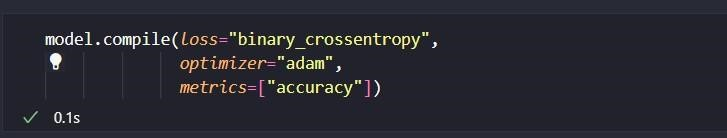 model.compile(loss="binary_crossentropy",
optimizer="adam",
metrics=["accuracy"])
0.1s